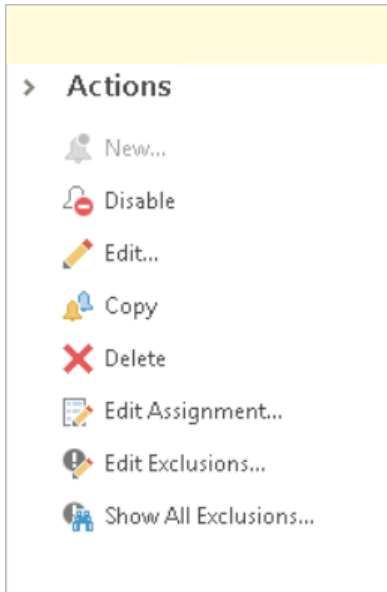 Actions
New...
Disable
Edit...
Copy
Delete
Edit Assignment...
Edit Exclusions...
Show All Exclusions...